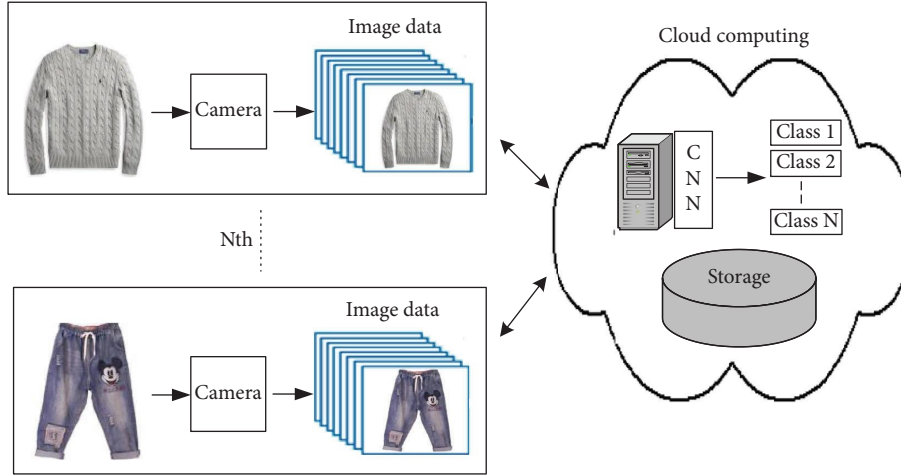 Image data
Camera
Nth
Image data
Camera
Cloud computing
C
N
N
Class 1
Class 2
Class N
Storage